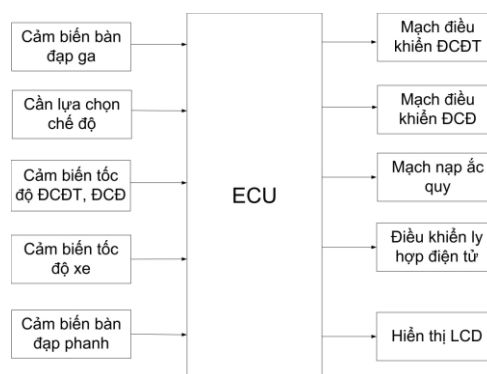 Cảm biến bàn
đạp ga
Cần lựa chọn
chế độ
Cảm biến tốc
độ ĐCĐT, ĐCĐ
Cảm biến tốc
độ xe
Cảm biến bàn
đạp phanh
ECU
Mạch điều
khiển ĐCĐT
Mạch điều
khiển ĐCĐ
Mạch nạp ắc
quy
Điều khiển ly
hợp điện tử
Hiển thị LCD